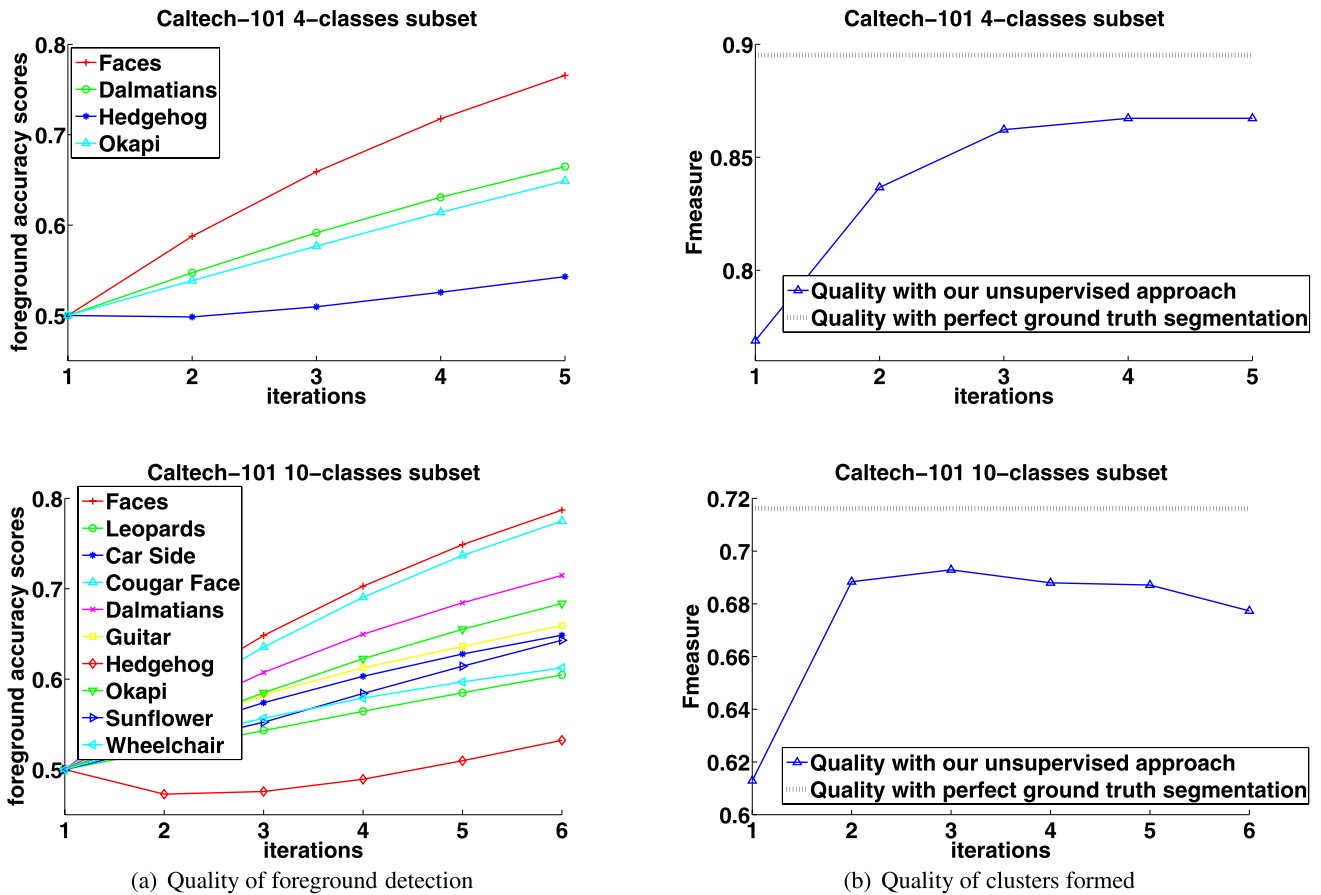 Caltech−101 4−classes subset
foreground accuracy scores
0.8
0.7
0.6
0.5
Faces
Dalmatians
Hedgehog
Okapi
1 2 3 4 5
iterations
Caltech−101 4−classes subset
Fmeasure
0.9
0.85
0.8
Quality with our unsupervised approach
Quality with perfect ground truth segmentation
1 2 3 4 5
iterations
Caltech−101 10−classes subset
foreground accuracy scores
0.8
0.7
0.6
0.5
Faces
Leopards
Car Side
Cougar Face
Dalmatians
Guitar
Hedgehog
Okapi
Sunflower
Wheelchair
1 3 4 5 6
2
iterations
(a) Quality of foreground detection
Caltech−101 10−classes subset
Fmeasure
0.72
0.7
0.68
0.66
0.64
0.62
0.6
Quality with our unsupervised approach
Quality with perfect ground truth segmentation
1 2 3 4 5 6
iterations
(b) Quality of clusters formed